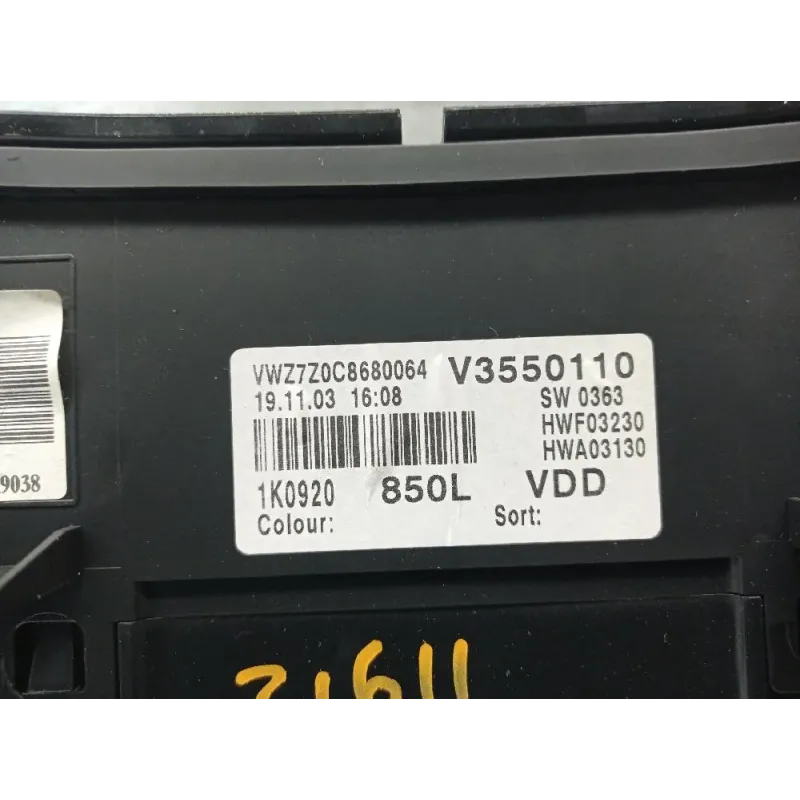 VWZ7Z0C8680064 V3550110
19.11.03 16:08 SW 0363
HWF03230
HWA03130
1K0920 850L VDD
Colour: Sort:
9038